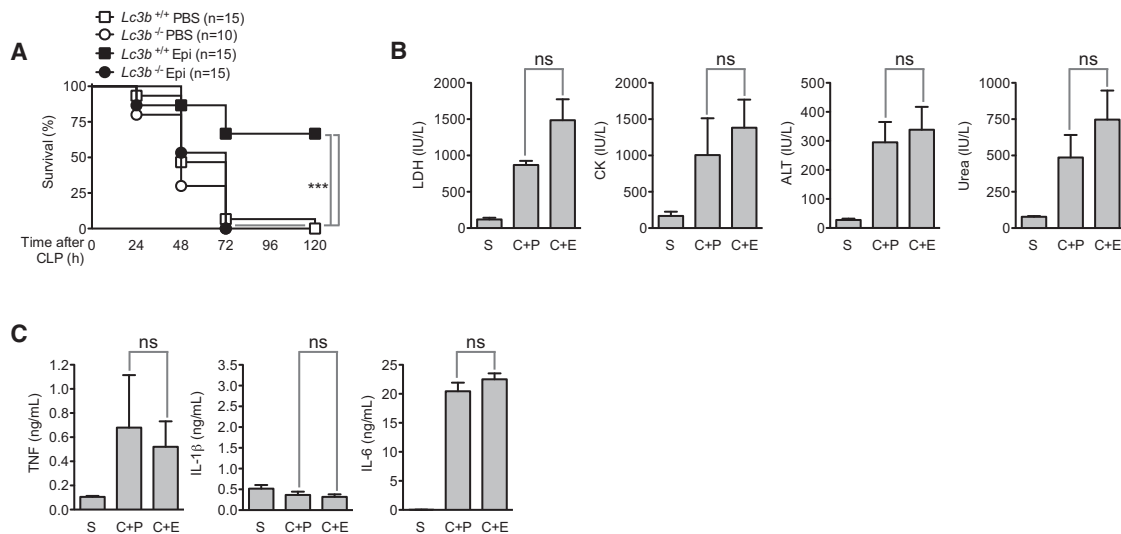 Lc3b +/+ PBS (n=15)
Lc3b -/- PBS (n=10)
Lc3b +/+ Epi (n=15)
Lc3b -/- Epi (n=15)
A
Survival (%)
100
75
50
25
0
***
Time after
CLP (h)
0 24 48 72 96 120
B
LDH (IU/L)
2000
1500
1000
500
0
ns
S C+P C+E
CK (IU/L)
2000
1500
1000
500
0
ns
S C+P C+E
ALT (IU/L)
500
400
300
200
100
0
ns
S C+P C+E
Urea (IU/L)
1000
750
500
250
0
ns
S C+P C+E
C
TNF (ng/mL)
1.2
1.0
0.8
0.6
0.4
0.2
0.0
ns
S C+P C+E
IL-1β (ng/mL)
3.5
3.0
2.5
2.0
1.5
1.0
0.5
0.0
ns
S C+P C+E
IL-6 (ng/mL)
25
20
15
10
5
0
ns
S C+P C+E